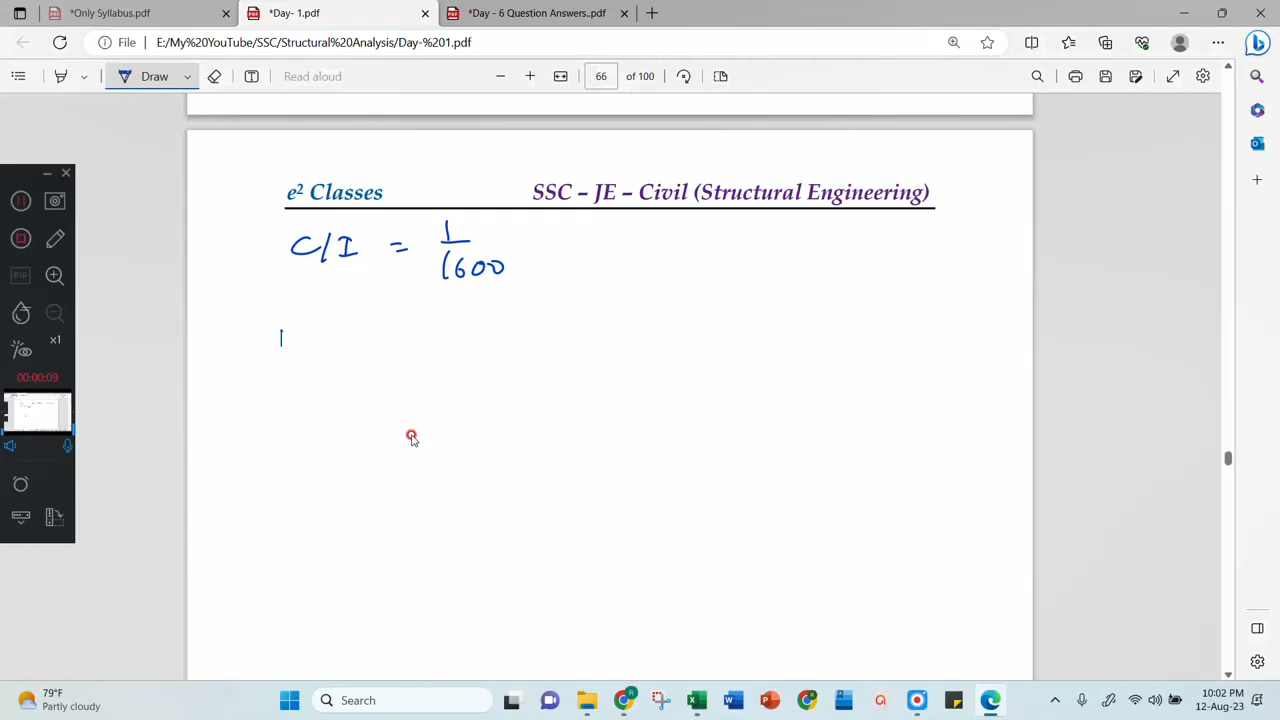 *Only Syllabus.pdf
*Day- 1.pdf
*Day - 6 Question Answers..pdf
File E:/My%20YouTube/SSC/Structural%20Analysis/Day-%201.pdf
Draw
Read aloud
66 of 100
e² Classes SSC – JE – Civil (Structural Engineering)
C/I = 1/1600
PIP
x1
00:00:09
79°F
Partly cloudy
Search
10:02 PM
12-Aug-23